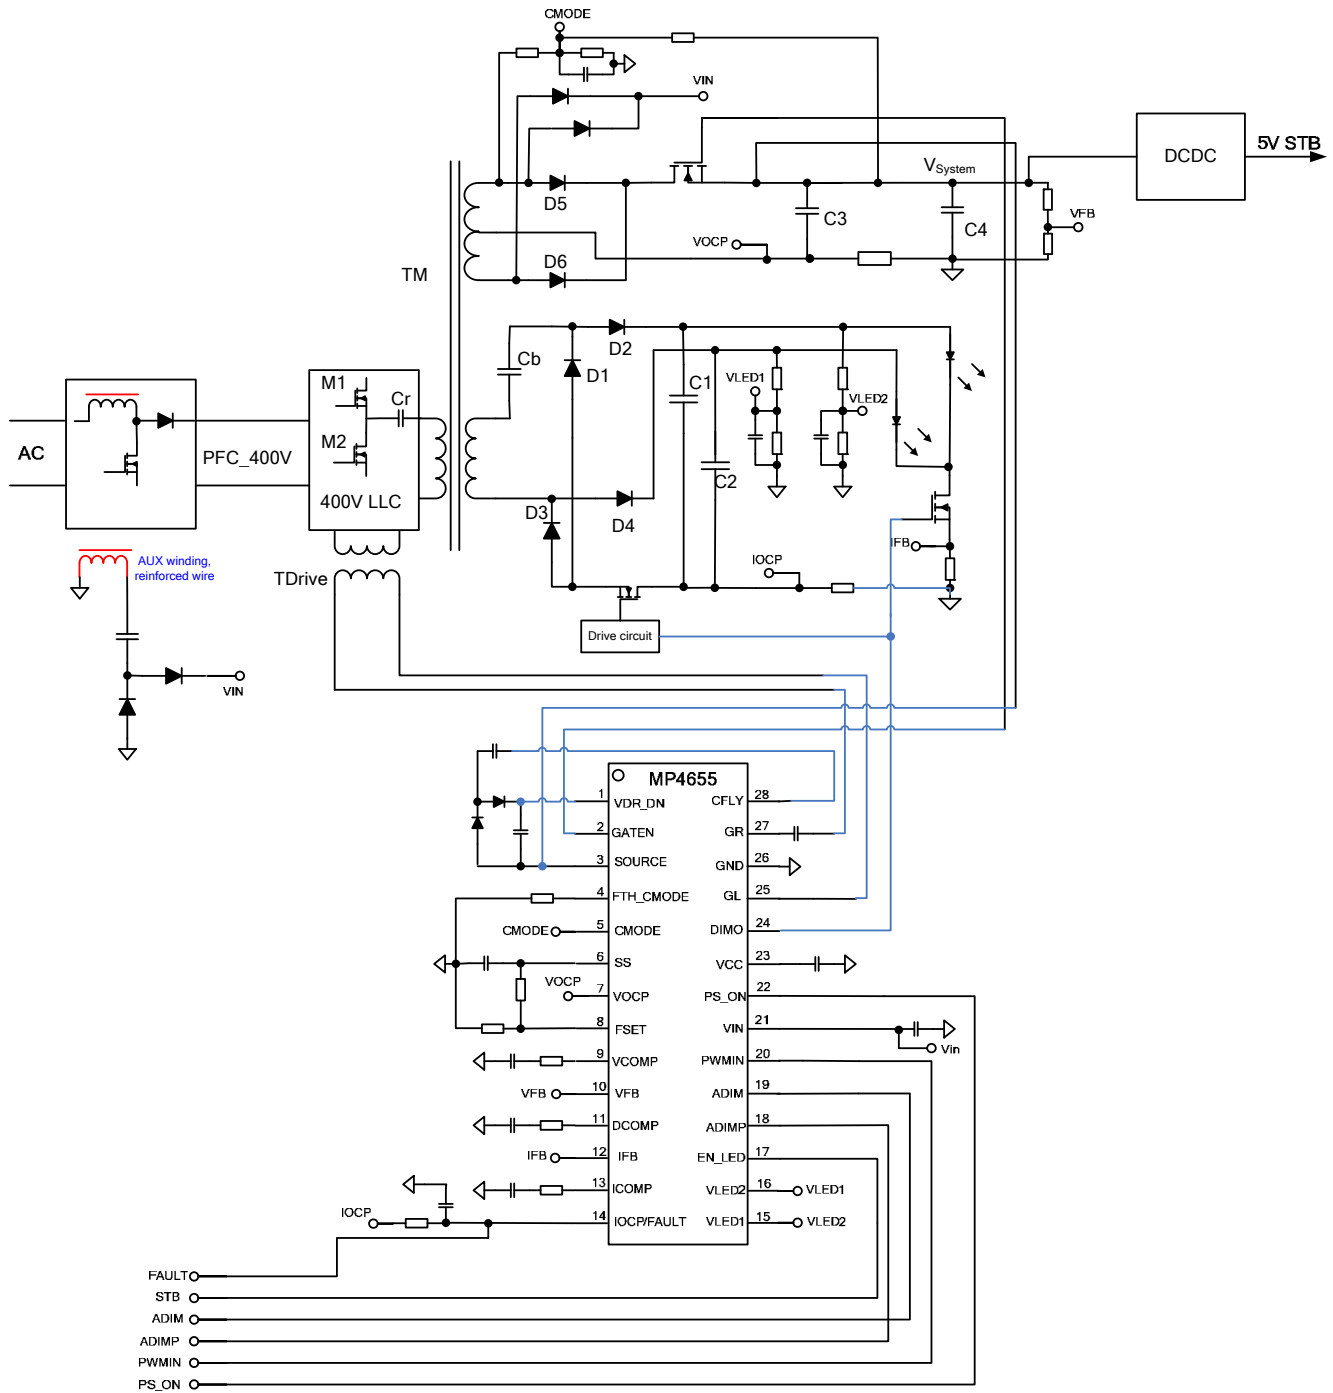 CMODE
VIN
5V STB
DCDC
VSystem
D5
C3
C4
VFB
VOCP
D6
TM
D2
Cb
D1
C1
VLED1
VLED2
M1
Cr
M2
AC
PFC_400V
400V LLC
C2
D3
D4
IFB
IOCP
AUX winding,
reinforced wire
TDrive
Drive circuit
VIN
MP4655
1 VDR_DN CFLY 28
2 GATEN GR 27
3 SOURCE GND 26
4 FTH_CMODE GL 25
CMODE 5 CMODE DIMO 24
6 SS VCC 23
VOCP 7 VOCP PS_ON 22
8 FSET VIN 21
Vin
9 VCOMP PWMIN 20
VFB 10 VFB ADIM 19
11 DCOMP ADIMP 18
IFB 12 IFB EN_LED 17
13 ICOMP VLED2 16 VLED1
IOCP 14 IOCP/FAULT VLED1 15 VLED2
FAULT
STB
ADIM
ADIMP
PWMIN
PS_ON